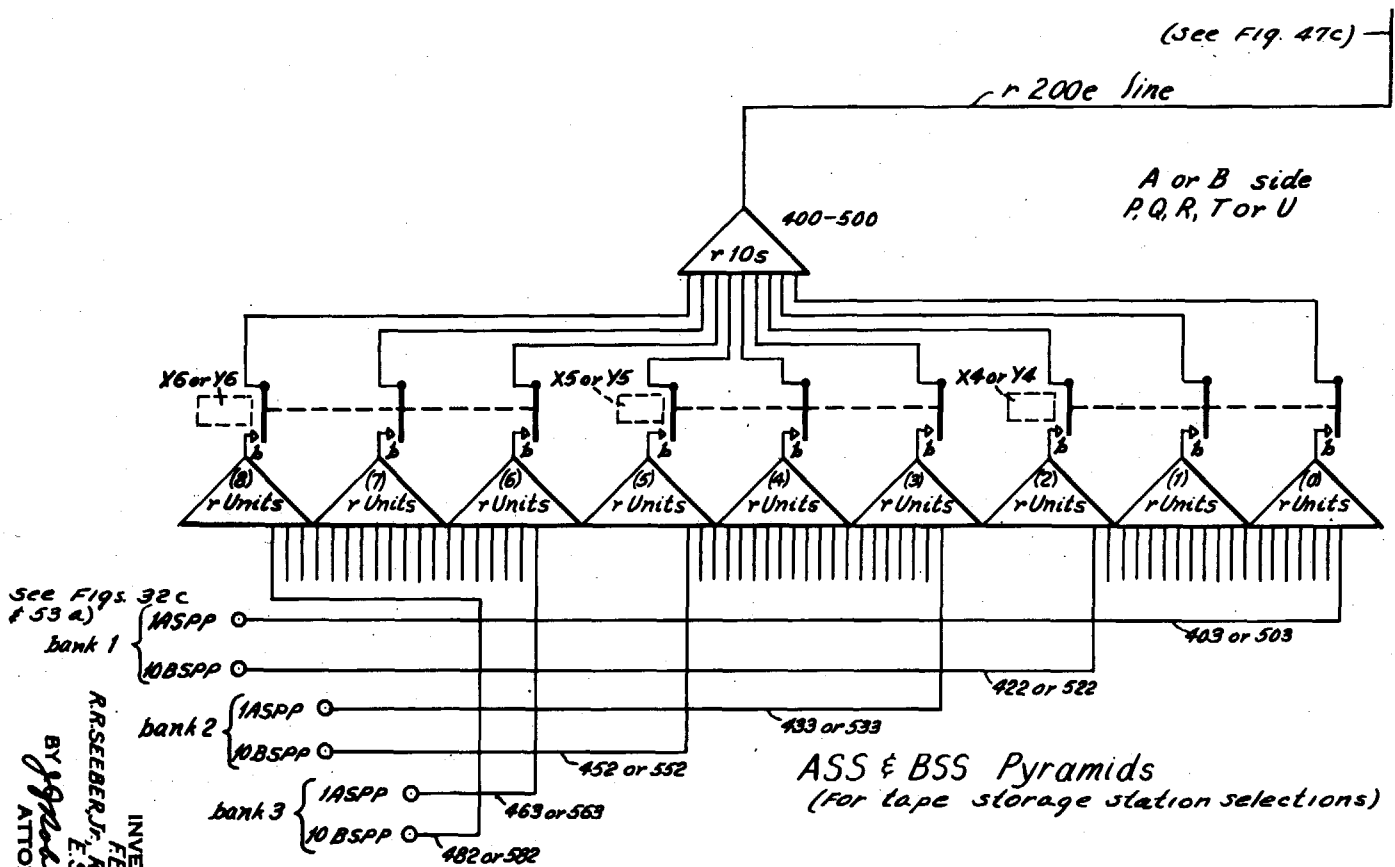 (see Fig. 47c)
r 200e line
A or B side
P, Q, R, T or U
400-500
r 10s
X6 or Y6
X5 or Y5
X4 or Y4
b b b b b b b b b
(8) (7) (6) (5) (4) (3) (2) (1) (0)
r Units r Units r Units r Units r Units r Units r Units r Units r Units
see Figs. 32c
& 53a)
bank 1
1ASPP
403 or 503
10BSPP
422 or 522
bank 2
1ASPP
433 or 533
10BSPP
452 or 552
bank 3
1ASPP
463 or 563
10 BSPP
482 or 582
ASS & BSS Pyramids
(For tape storage station selections)
INVE
R.R.SEEBER, Jr.,
BY
ATTO